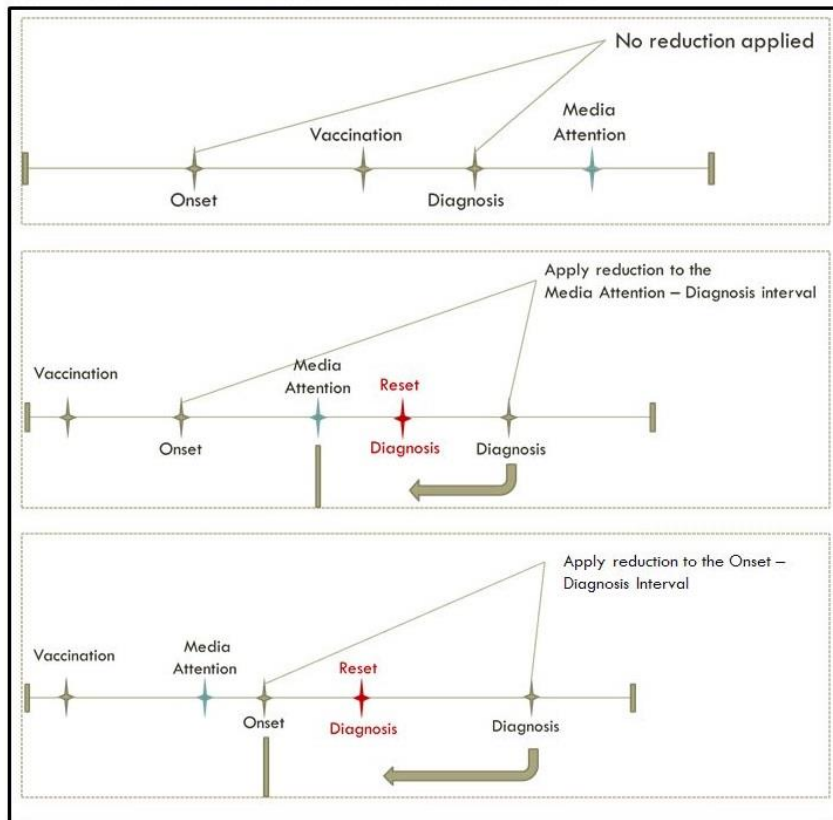 No reduction applied
Media
Attention
Vaccination
Onset
Diagnosis
Apply reduction to the
Media Attention – Diagnosis interval
Vaccination
Media
Attention
Reset
Onset
Diagnosis
Diagnosis
Apply reduction to the Onset –
Diagnosis Interval
Vaccination
Media
Attention
Reset
Onset
Diagnosis
Diagnosis